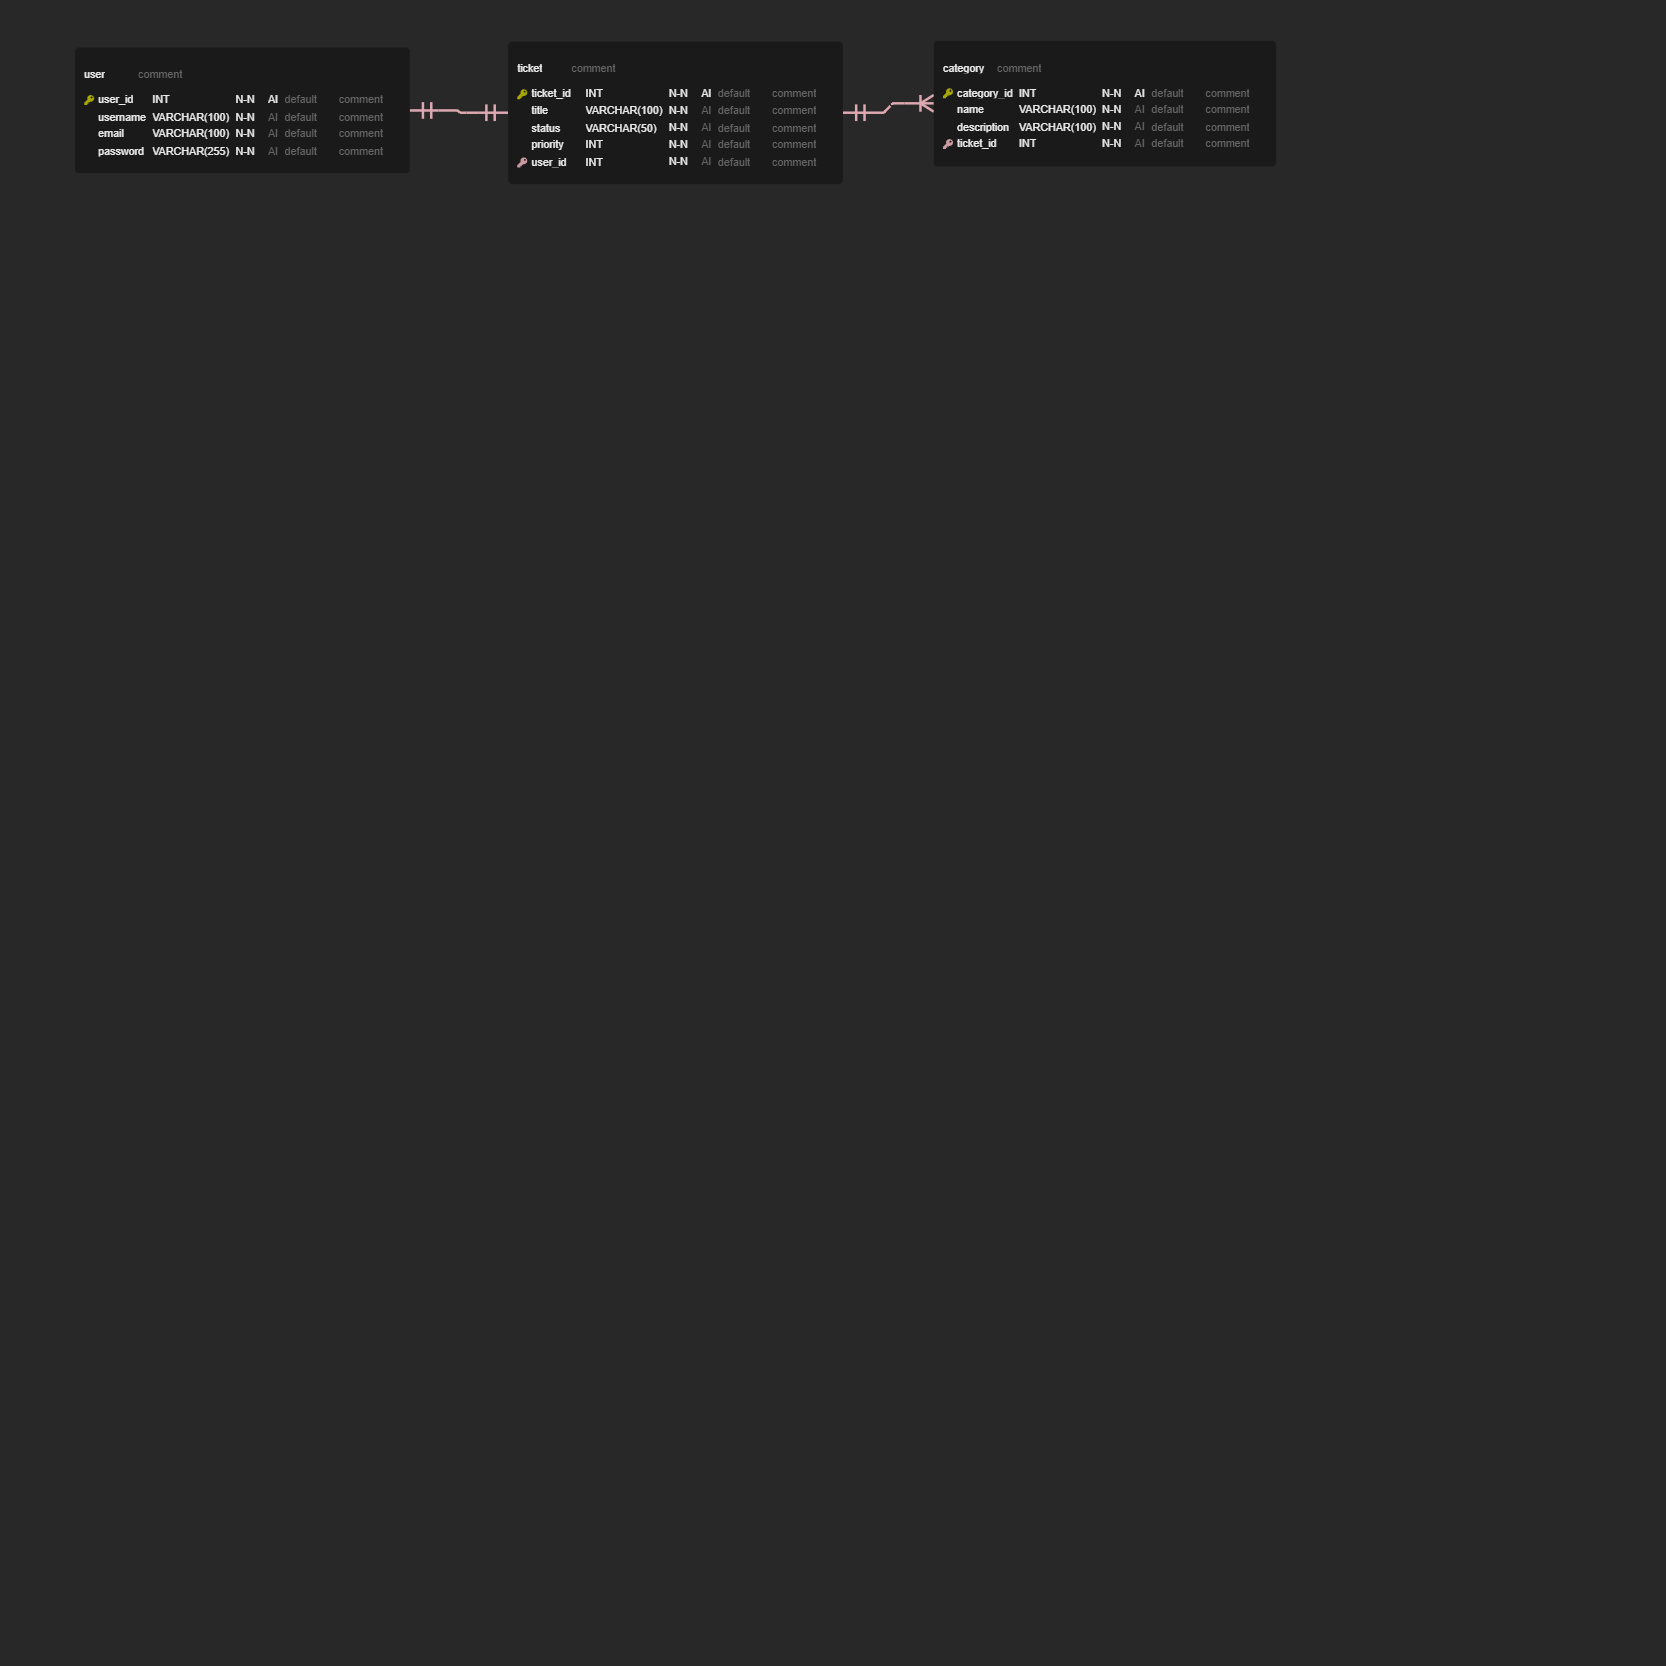 user comment
user_id INT N-N AI default comment
username VARCHAR(100) N-N AI default comment
email VARCHAR(100) N-N AI default comment
password VARCHAR(255) N-N AI default comment
ticket comment
ticket_id INT N-N AI default comment
title VARCHAR(100) N-N AI default comment
status VARCHAR(50) N-N AI default comment
priority INT N-N AI default comment
user_id INT N-N AI default comment
category comment
category_id INT N-N AI default comment
name VARCHAR(100) N-N AI default comment
description VARCHAR(100) N-N AI default comment
ticket_id INT N-N AI default comment